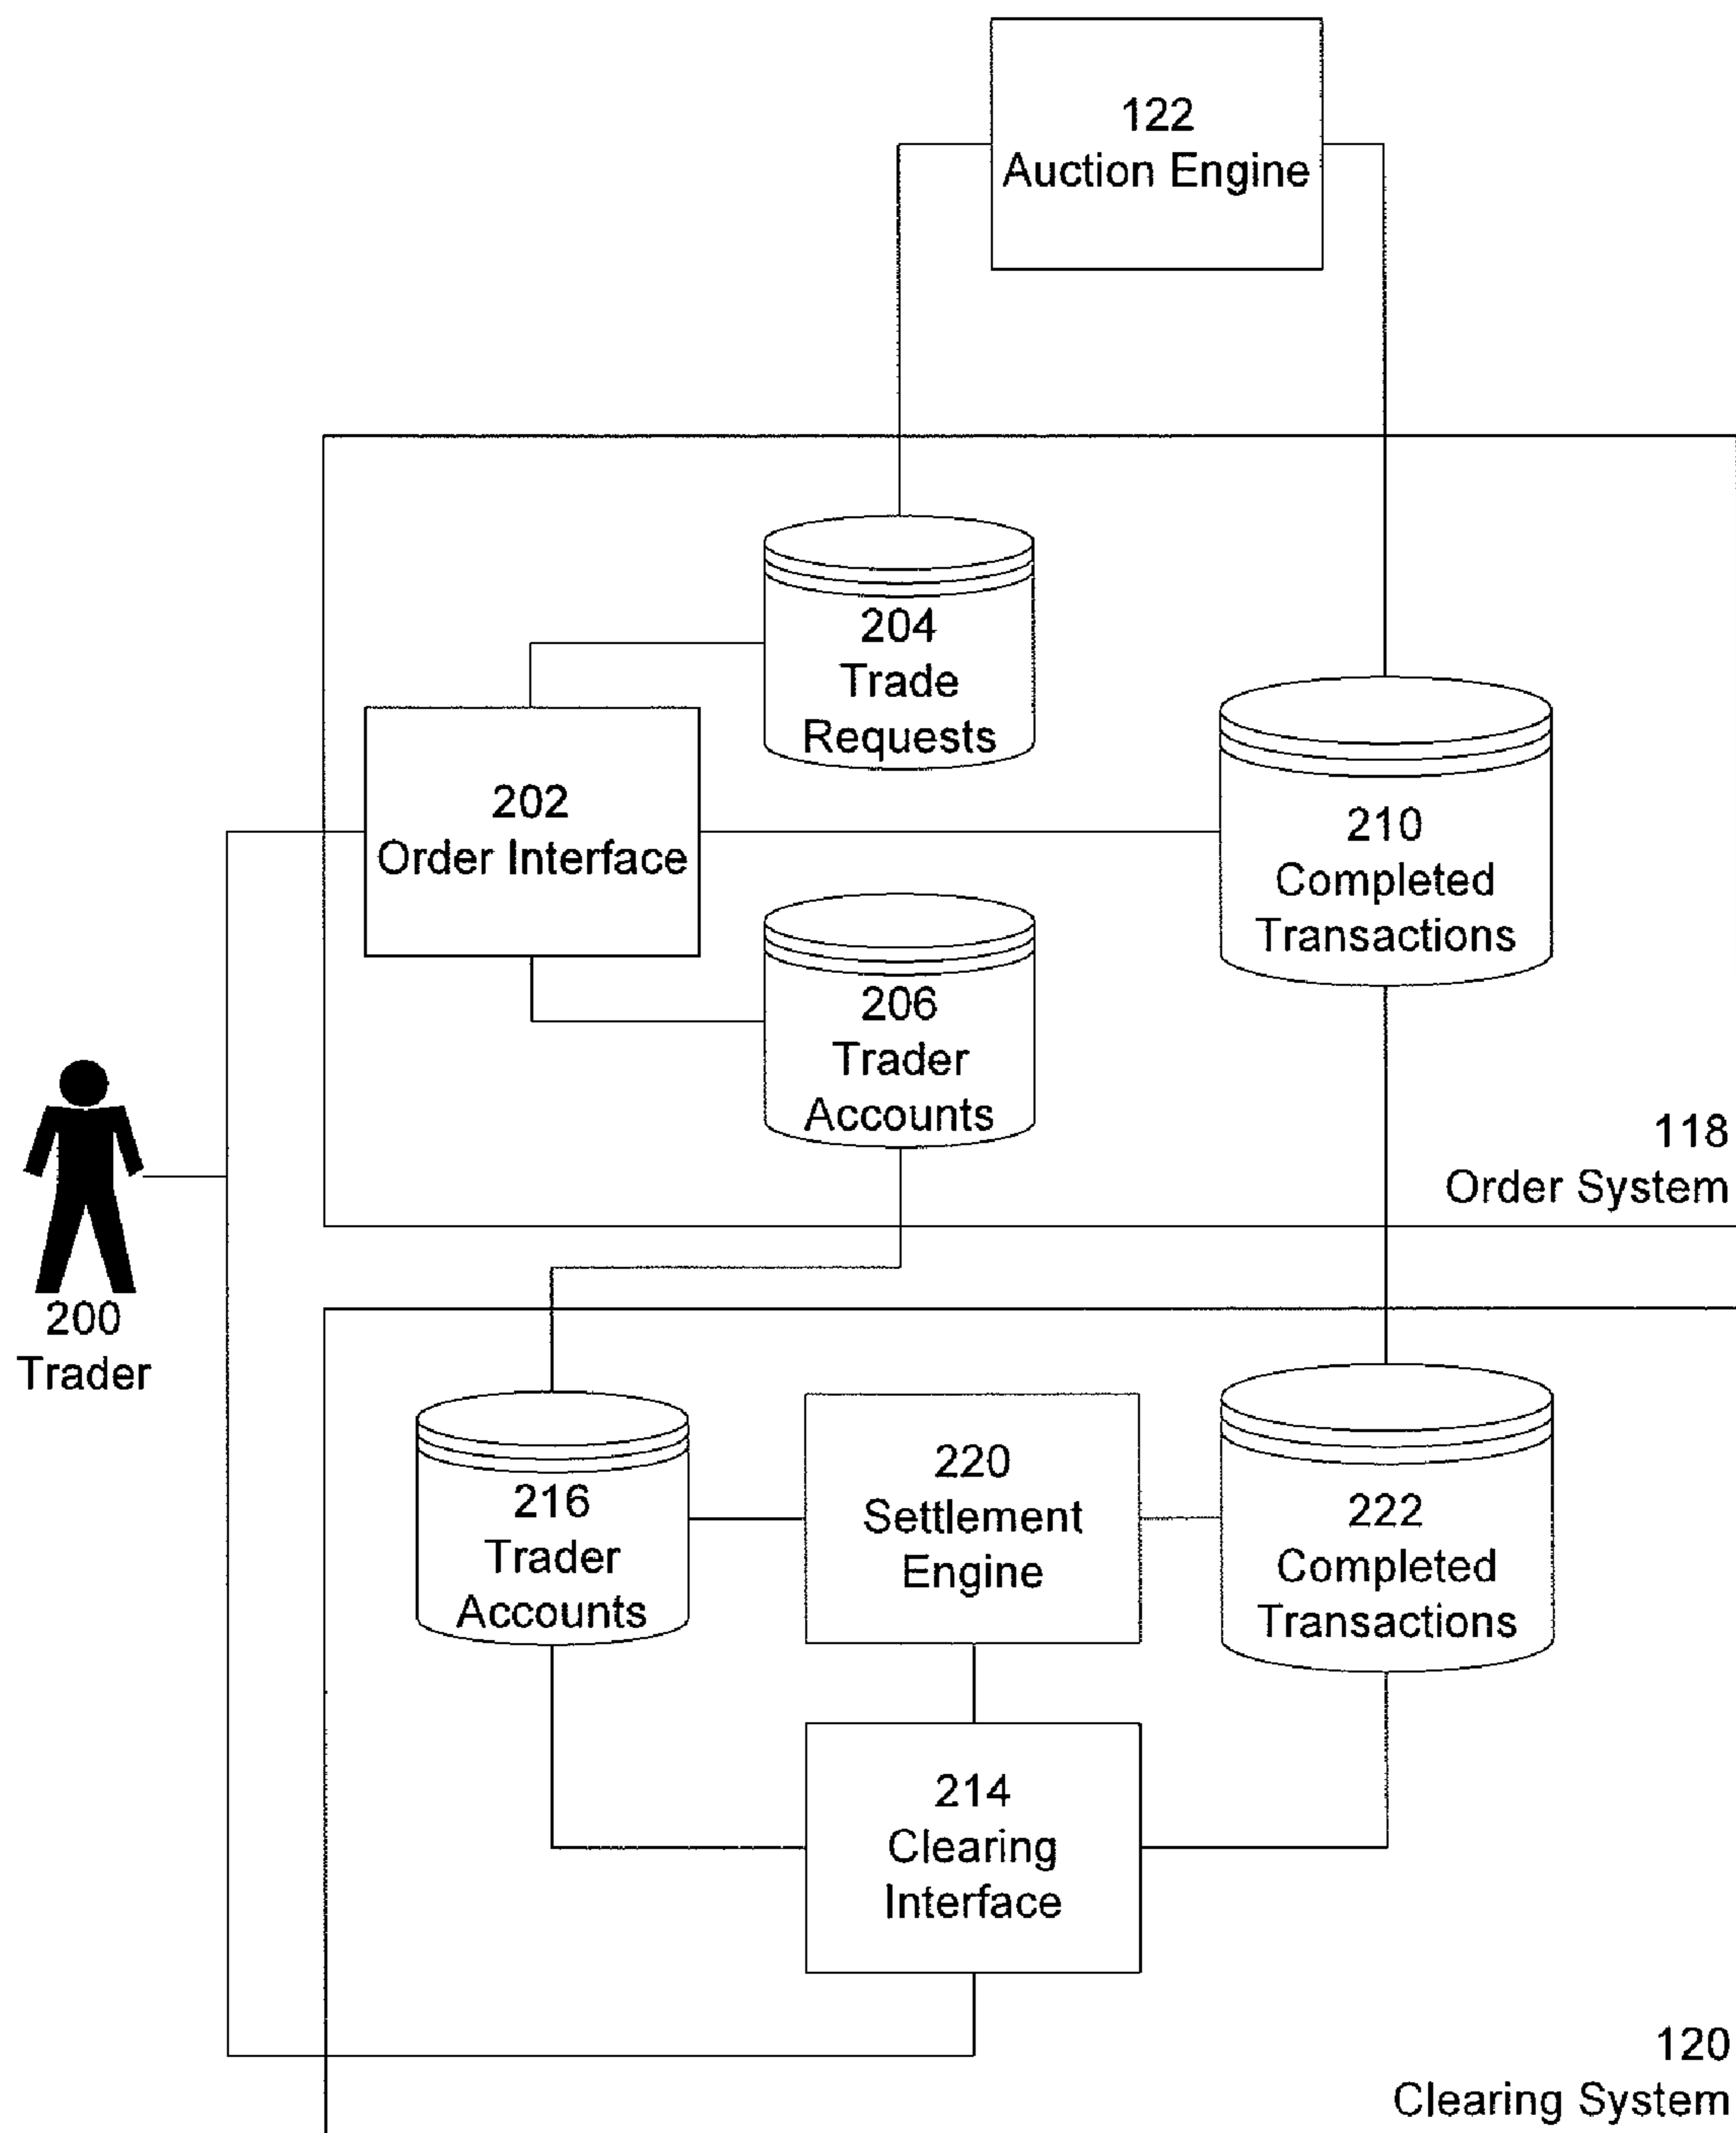 122
Auction Engine
204
Trade
Requests
202
Order Interface
210
Completed
Transactions
206
Trader
Accounts
118
Order System
200
Trader
216
Trader
Accounts
220
Settlement
Engine
222
Completed
Transactions
214
Clearing
Interface
120
Clearing System